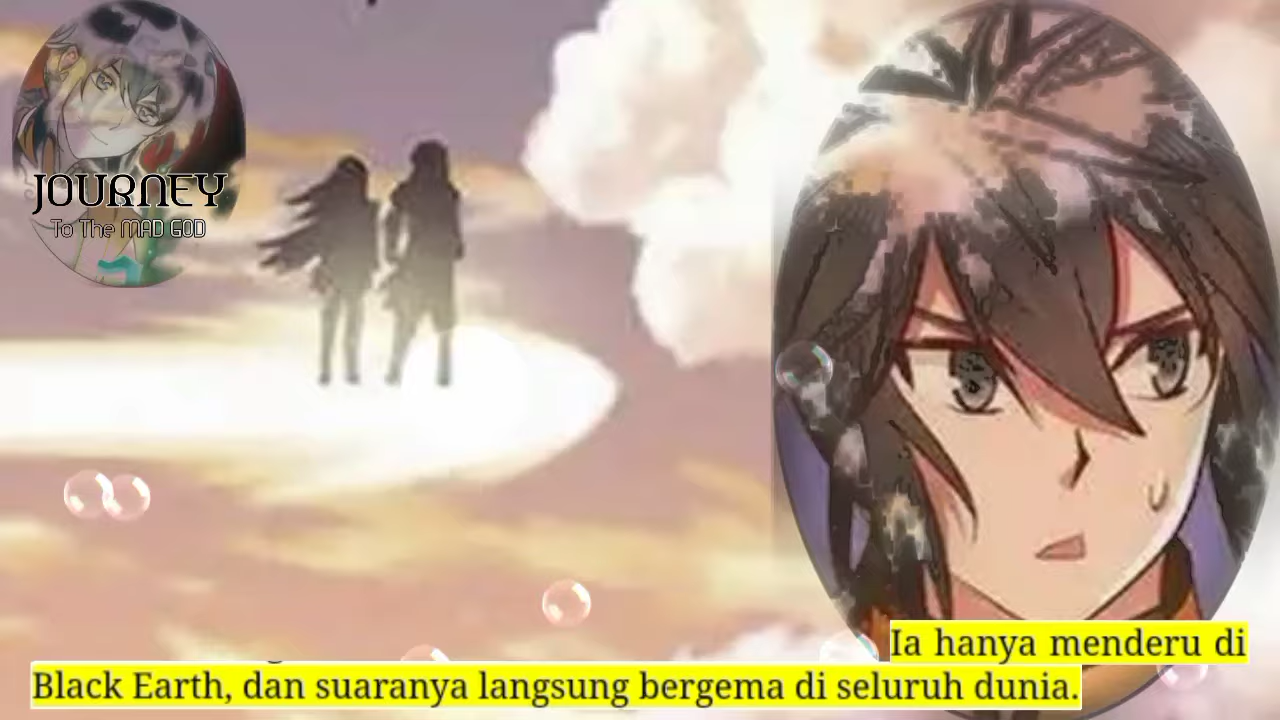 JOURNEY
To The MAD GOD
Ia hanya menderu di
Black Earth, dan suaranya langsung bergema di seluruh dunia.